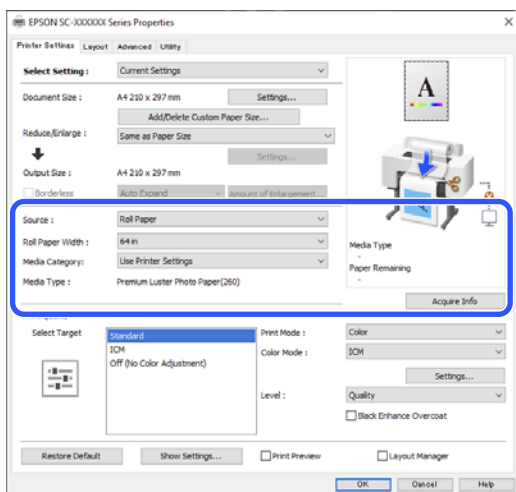 EPSON SC-XXXXXX Series Properties
Printer Settings Layout Advanced Utility
Select Setting : Current Settings
Document Size : A4 210 x 297 mm Settings...
Add/Delete Custom Paper Size...
Reduce/Enlarge : Same as Paper Size
Settings...
Output Size : A4 210 x 297 mm
Borderless Auto Expand Amount of Enlargement...
A
Source : Roll Paper
Roll Paper Width : 64 in
Media Category: Use Printer Settings
Media Type : Premium Luster Photo Paper(260)
Media Type
-
Paper Remaining
-
Acquire Info
Select Target Standard
ICM
Off (No Color Adjustment)
Print Mode : Color
Color Mode : ICM
Settings...
Level : Quality
Black Enhance Overcoat
Restore Default Show Settings... Print Preview Layout Manager
OK Cancel Help